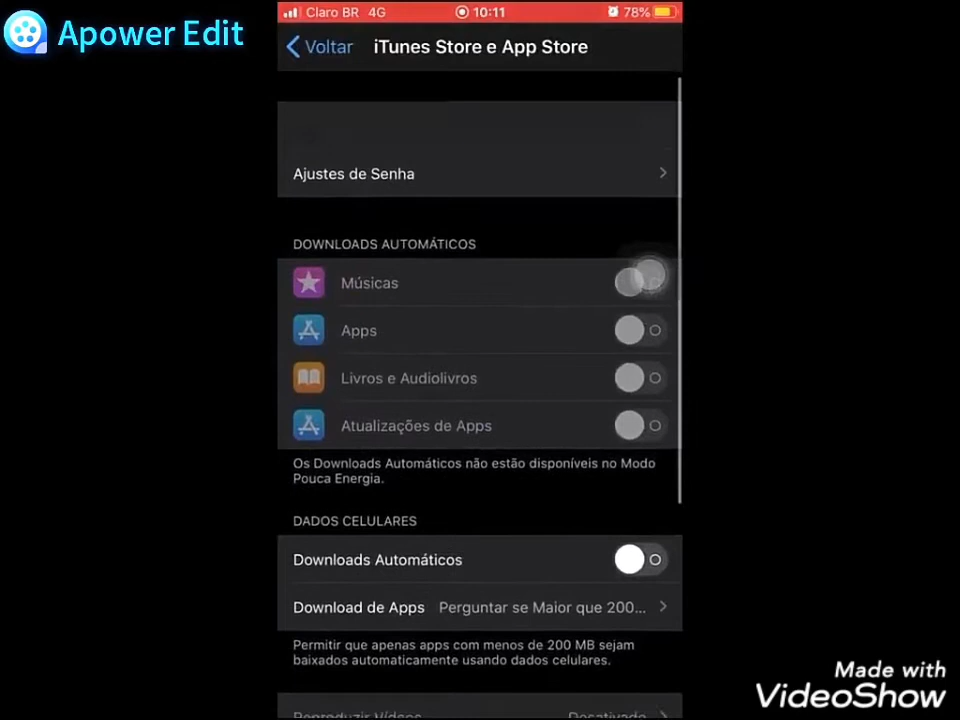 Apower Edit
Claro BR 4G 10:11 78%
Voltar iTunes Store e App Store
Ajustes de Senha
DOWNLOADS AUTOMÁTICOS
Músicas
Apps
Livros e Audiolivros
Atualizações de Apps
Os Downloads Automáticos não estão disponíveis no Modo
Pouca Energia.
DADOS CELULARES
Downloads Automáticos
Download de Apps Perguntar se Maior que 200...
Permitir que apenas apps com menos de 200 MB sejam
baixados automaticamente usando dados celulares.
Reproduzir Vídeos Desativado
Made with
VideoShow